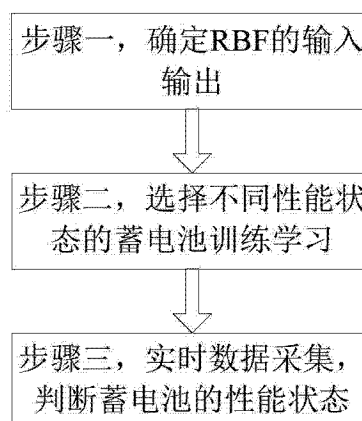 步骤一，确定RBF的输入
输出
步骤二，选择不同性能状
态的蓄电池训练学习
步骤三，实时数据采集，
判断蓄电池的性能状态